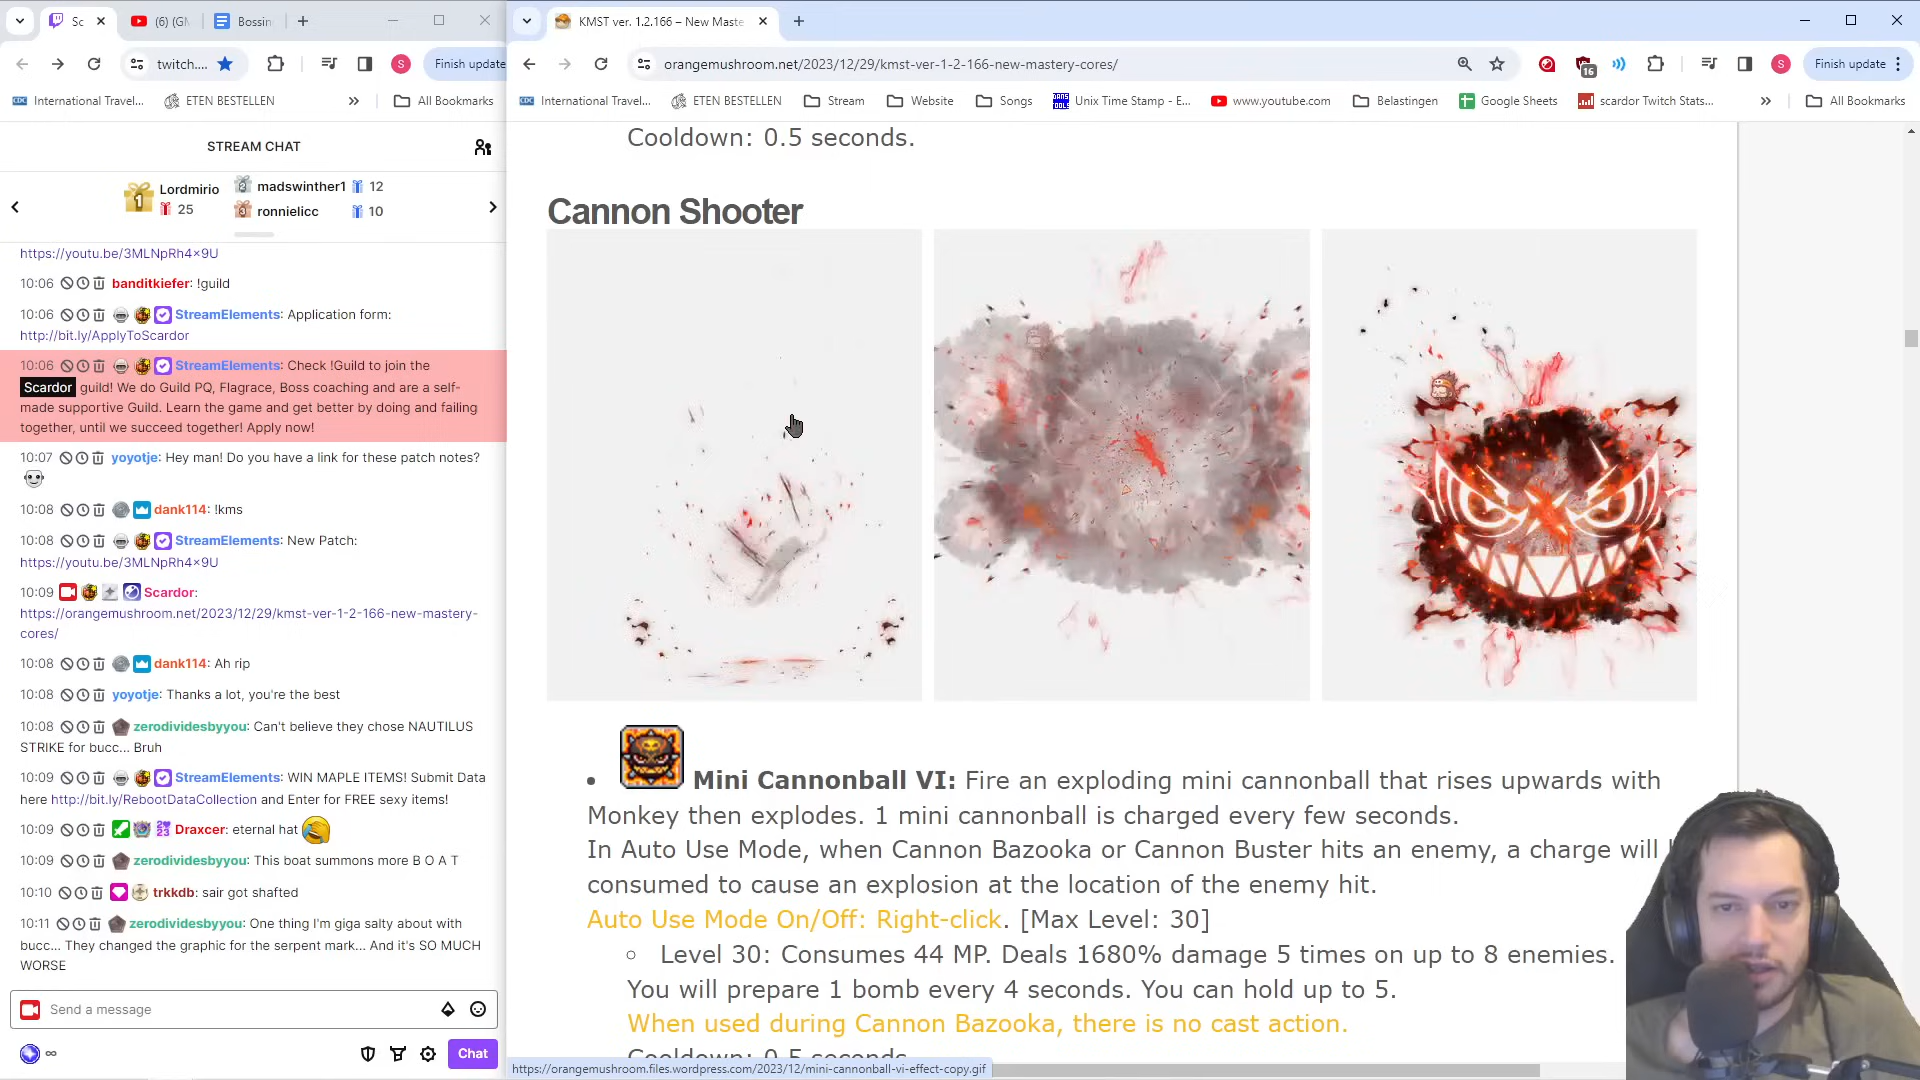 Sc
(6) (GM
Bossin
KMST ver. 1.2.166 – New Maste
twitch....
S
Finish update
orangemushroom.net/2023/12/29/kmst-ver-1-2-166-new-mastery-cores/
16
S
Finish update
International Travel...
ETEN BESTELLEN
»
All Bookmarks
International Travel...
ETEN BESTELLEN
Stream
Website
Songs
Unix Time Stamp - E...
www.youtube.com
Belastingen
Google Sheets
scardor Twitch Stats...
»
All Bookmarks
STREAM CHAT
1
Lordmirio
25
2
madswinther1
12
3
ronnielicc
10
https://youtu.be/3MLNpRh4x9U
10:06 banditkiefer: !guild
10:06 StreamElements: Application form:
http://bit.ly/ApplyToScardor
10:06 StreamElements: Check !Guild to join the
Scardor guild! We do Guild PQ, Flagrace, Boss coaching and are a self-
made supportive Guild. Learn the game and get better by doing and failing
together, until we succeed together! Apply now!
10:07 yoyotje: Hey man! Do you have a link for these patch notes?
10:08 dank114: !kms
10:08 StreamElements: New Patch:
https://youtu.be/3MLNpRh4x9U
10:09 Scardor:
https://orangemushroom.net/2023/12/29/kmst-ver-1-2-166-new-mastery-
cores/
10:08 dank114: Ah rip
10:08 yoyotje: Thanks a lot, you're the best
10:08 zerodividesbyyou: Can't believe they chose NAUTILUS
STRIKE for bucc... Bruh
10:09 StreamElements: WIN MAPLE ITEMS! Submit Data
here http://bit.ly/RebootDataCollection and Enter for FREE sexy items!
10:09 Draxcer: eternal hat
10:09 zerodividesbyyou: This boat summons more B O A T
10:10 trkkdb: sair got shafted
10:11 zerodividesbyyou: One thing I'm giga salty about with
bucc... They changed the graphic for the serpent mark... And it's SO MUCH
WORSE
Send a message
∞
Chat
Cooldown: 0.5 seconds.
Cannon Shooter
• Mini Cannonball VI: Fire an exploding mini cannonball that rises upwards with
Monkey then explodes. 1 mini cannonball is charged every few seconds.
In Auto Use Mode, when Cannon Bazooka or Cannon Buster hits an enemy, a charge will
consumed to cause an explosion at the location of the enemy hit.
Auto Use Mode On/Off: Right-click. [Max Level: 30]
○ Level 30: Consumes 44 MP. Deals 1680% damage 5 times on up to 8 enemies.
You will prepare 1 bomb every 4 seconds. You can hold up to 5.
When used during Cannon Bazooka, there is no cast action.
Cooldown: 0.5 seconds.
https://orangemushroom.files.wordpress.com/2023/12/mini-cannonball-vi-effect-copy.gif